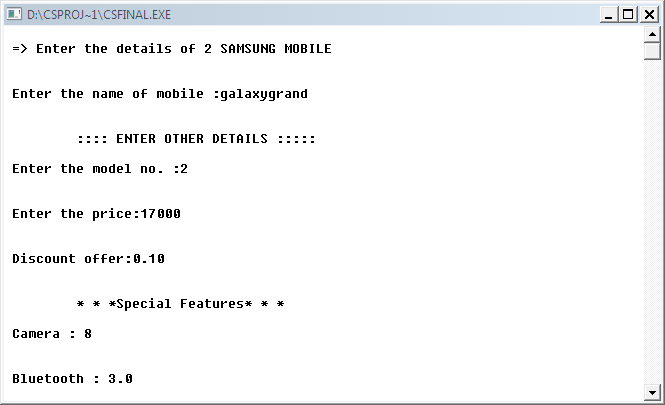 D:\CSPROJ~1\CSFINAL.EXE
=> Enter the details of 2 SAMSUNG MOBILE
Enter the name of mobile :galaxygrand
:::: ENTER OTHER DETAILS :::::
Enter the model no. :2
Enter the price:17000
Discount offer:0.10
* * *Special Features* * *
Camera : 8
Bluetooth : 3.0